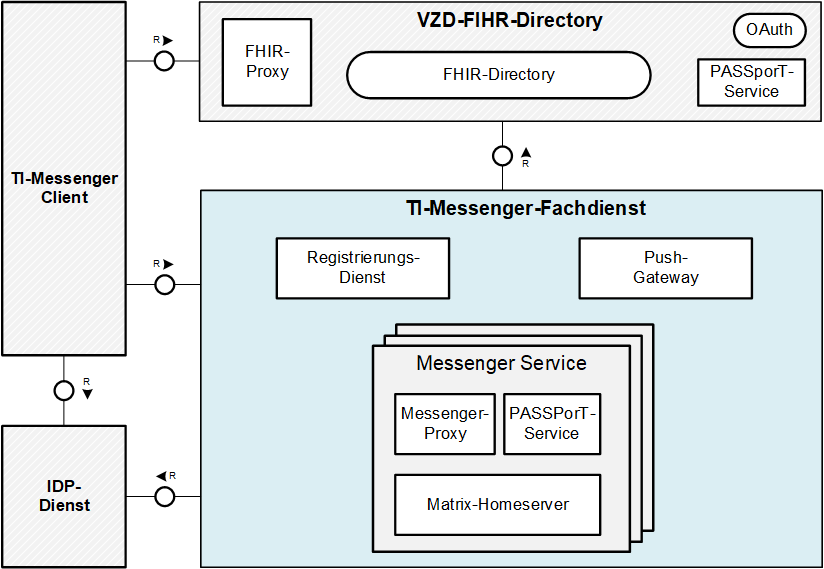 VZD-FIHR-Directory
OAuth
FHIR-
Proxy
FHIR-Directory
PASSporT-
Service
R
R
TI-Messenger
Client
TI-Messenger-Fachdienst
Registrierungs-
Dienst
Push-
Gateway
R
Messenger Service
R
Messenger-
Proxy
PASSPorT-
Service
IDP-
Dienst
R
Matrix-Homeserver